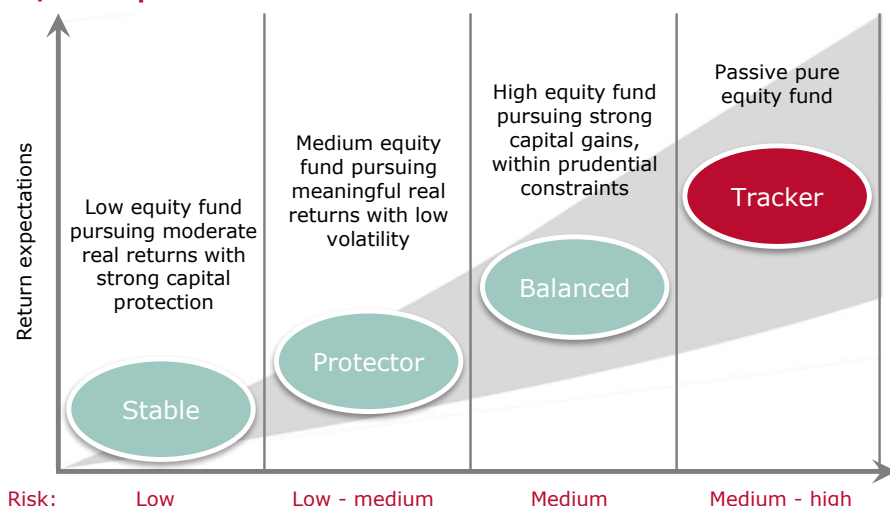 Return expectations
Low equity fund
pursuing moderate
real returns with
strong capital
protection
Stable
Medium equity
fund pursuing
meaningful real
returns with low
volatility
Protector
High equity fund
pursuing strong
capital gains,
within prudential
constraints
Balanced
Passive pure
equity fund
Tracker
Risk: Low Low - medium Medium Medium - high